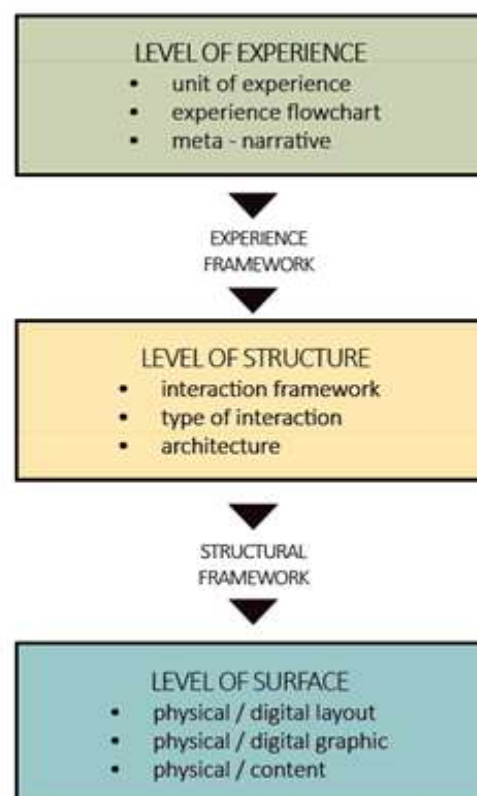 LEVEL OF EXPERIENCE
• unit of experience
• experience flowchart
• meta - narrative
EXPERIENCE
FRAMEWORK
LEVEL OF STRUCTURE
• interaction framework
• type of interaction
• architecture
STRUCTURAL
FRAMEWORK
LEVEL OF SURFACE
• physical / digital layout
• physical / digital graphic
• physical / content